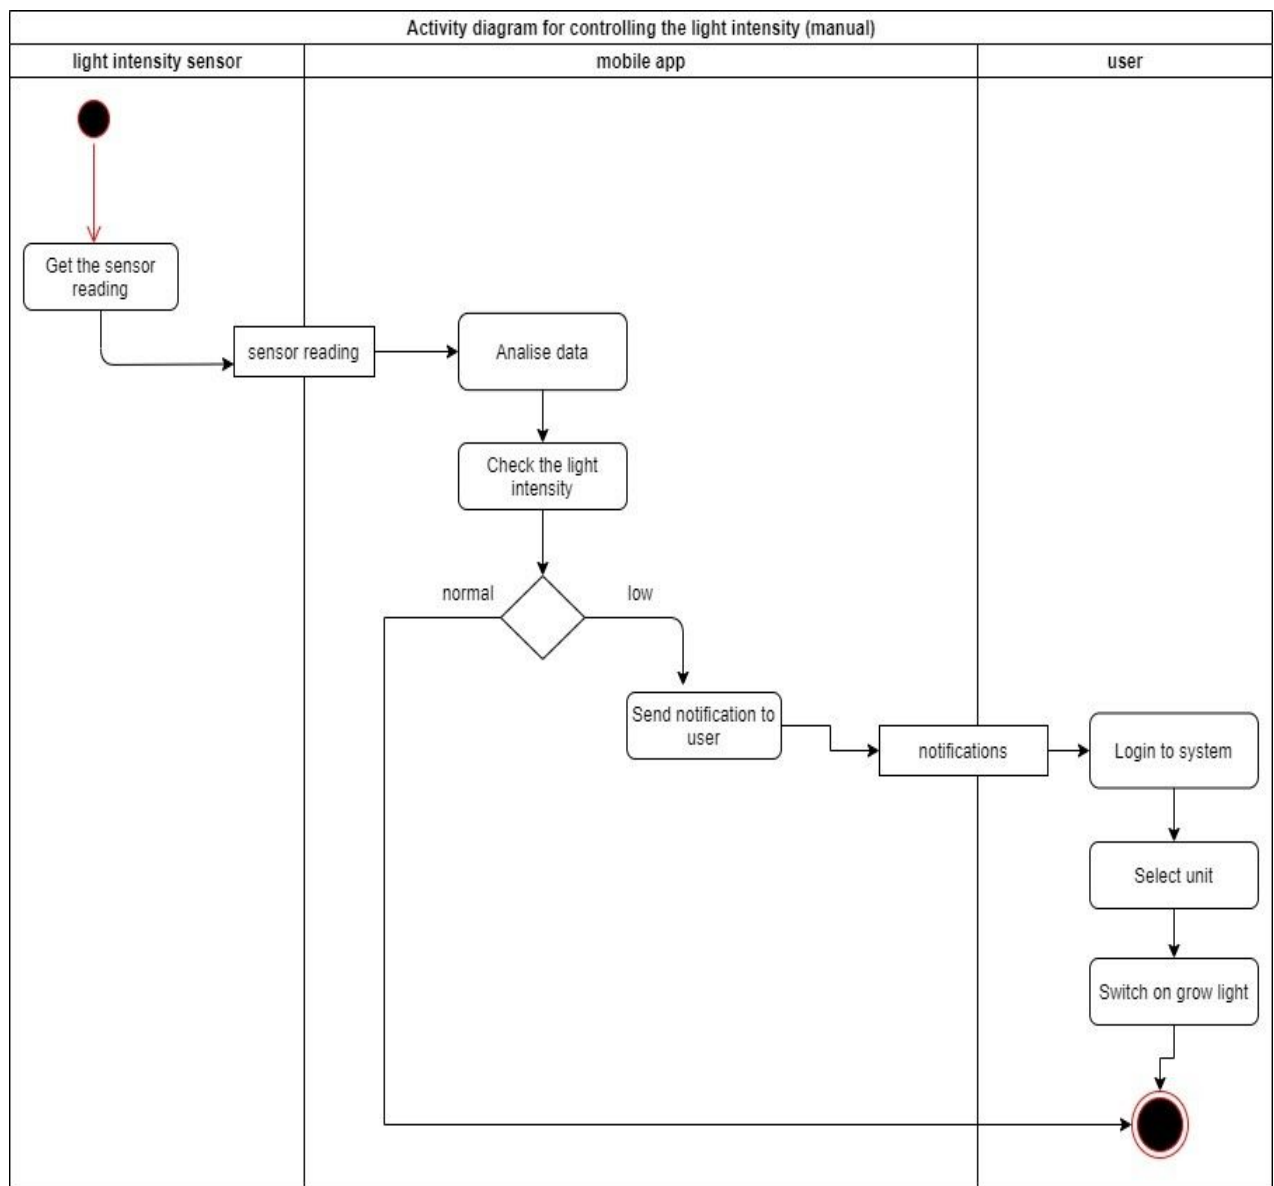 Activity diagram for controlling the light intensity (manual)
light intensity sensor
mobile app
user
Get the sensor
reading
sensor reading
Analise data
Check the light
intensity
normal
low
Send notification to
user
notifications
Login to system
Select unit
Switch on grow light